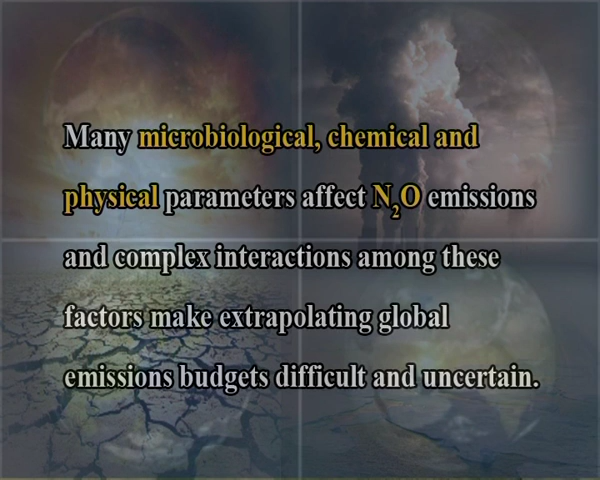 Many microbiological, chemical and
physical parameters affect N₂O emissions
and complex interactions among these
factors make extrapolating global
emissions budgets difficult and uncertain.